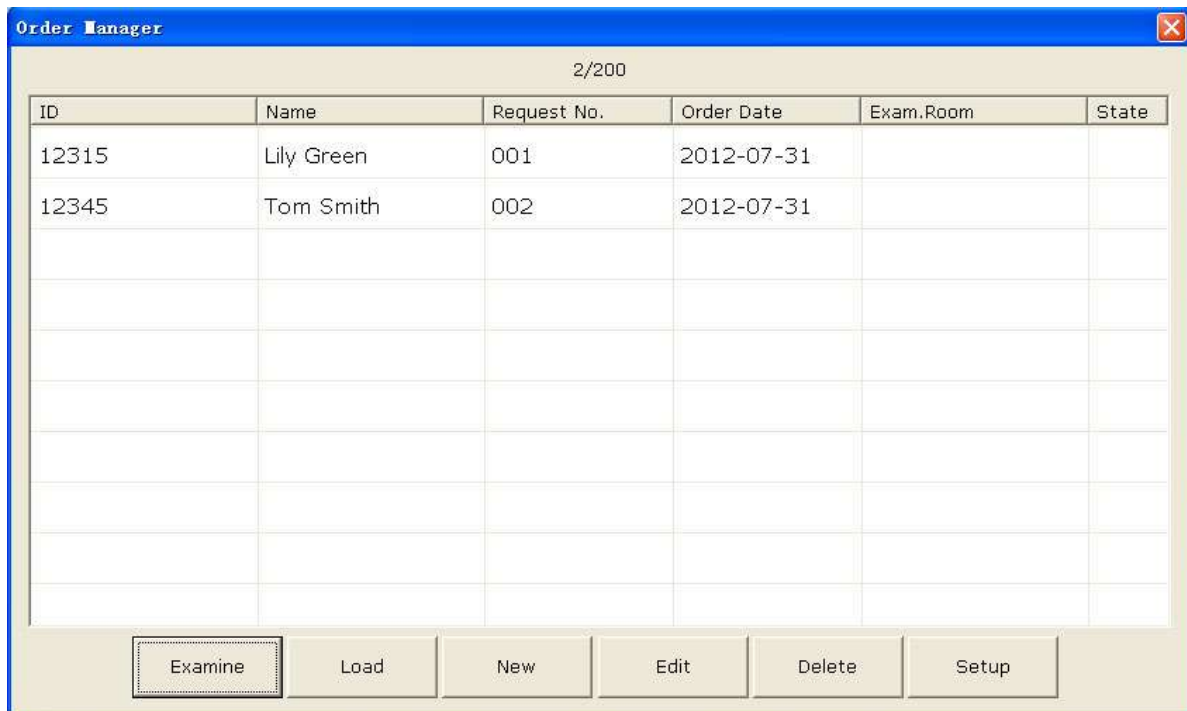 Order Manager
2/200
ID Name Request No. Order Date Exam.Room State
12315 Lily Green 001 2012-07-31
12345 Tom Smith 002 2012-07-31
Examine Load New Edit Delete Setup